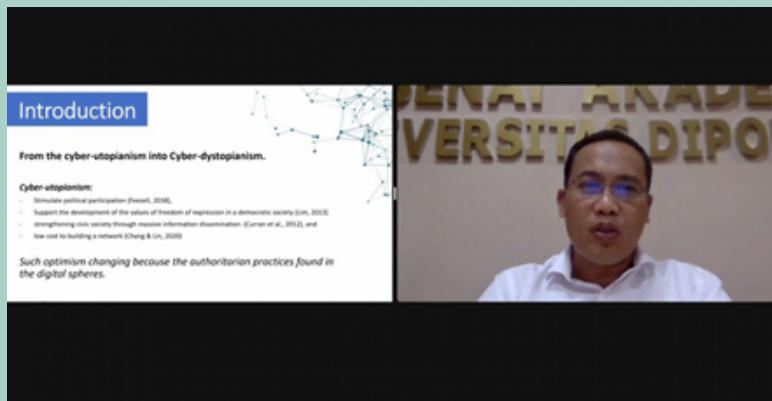 Introduction
From the cyber-utopianism into Cyber-dystopianism.
Cyber-utopianism:
- Stimulate political participation (Feezell, 2018),
- Support the development of the values of freedom of expression in a democratic society (Lim, 2013)
- strengthening civic society through massive information dissemination (Curran et al., 2012), and
- low cost to building a network (Chang & Lin, 2020)
Such optimism changing because the authoritarian practices found in
the digital spheres.
SENAT AKADE
IVERSITAS DIPO